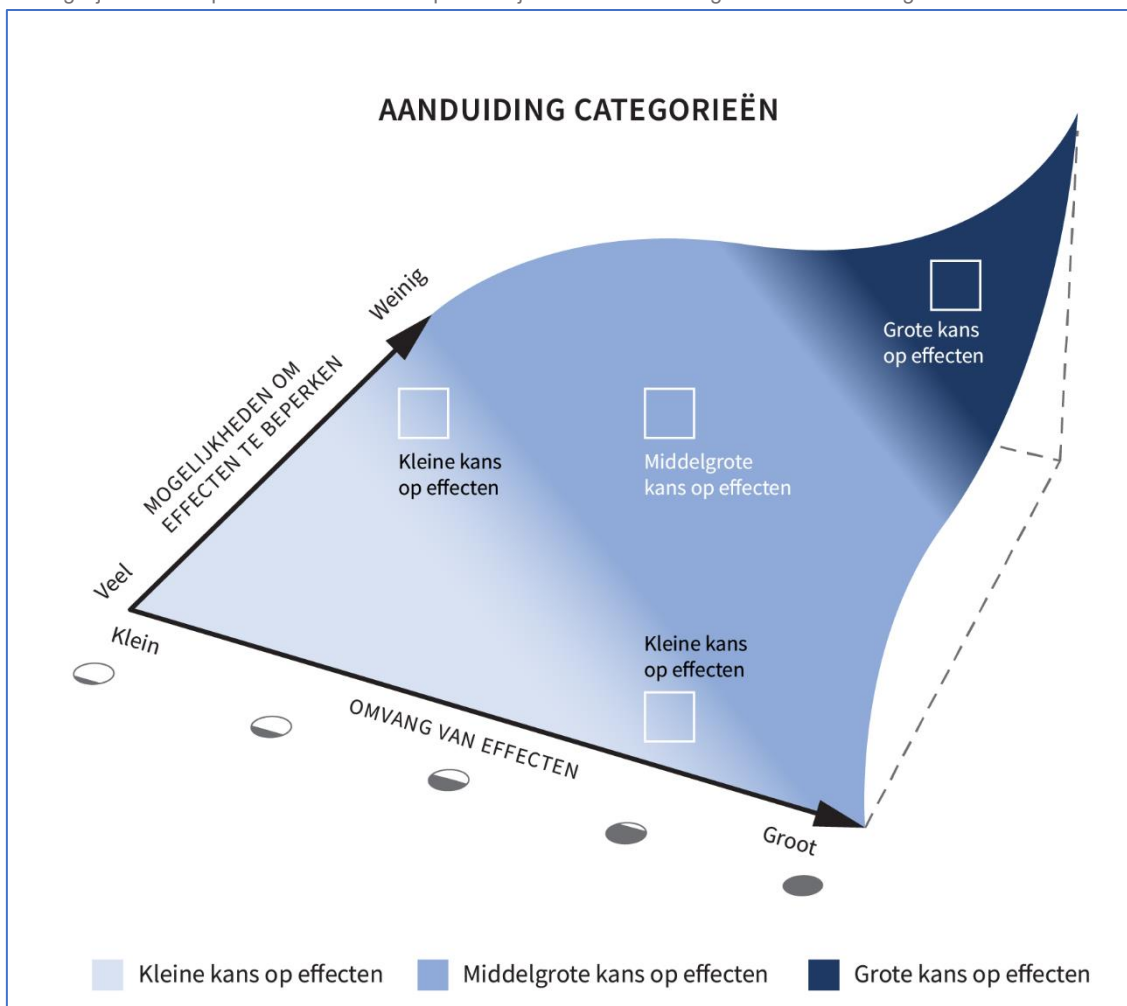 AANDUIDING CATEGORIEËN
Weinig
MOGELIJKHEDEN OM
EFFECTEN TE BEPERKEN
Veel
Grote kans
op effecten
Kleine kans
op effecten
Middelgrote
kans op effecten
Kleine kans
op effecten
Klein
OMVANG VAN EFFECTEN
Groot
Kleine kans op effecten
Middelgrote kans op effecten
Grote kans op effecten